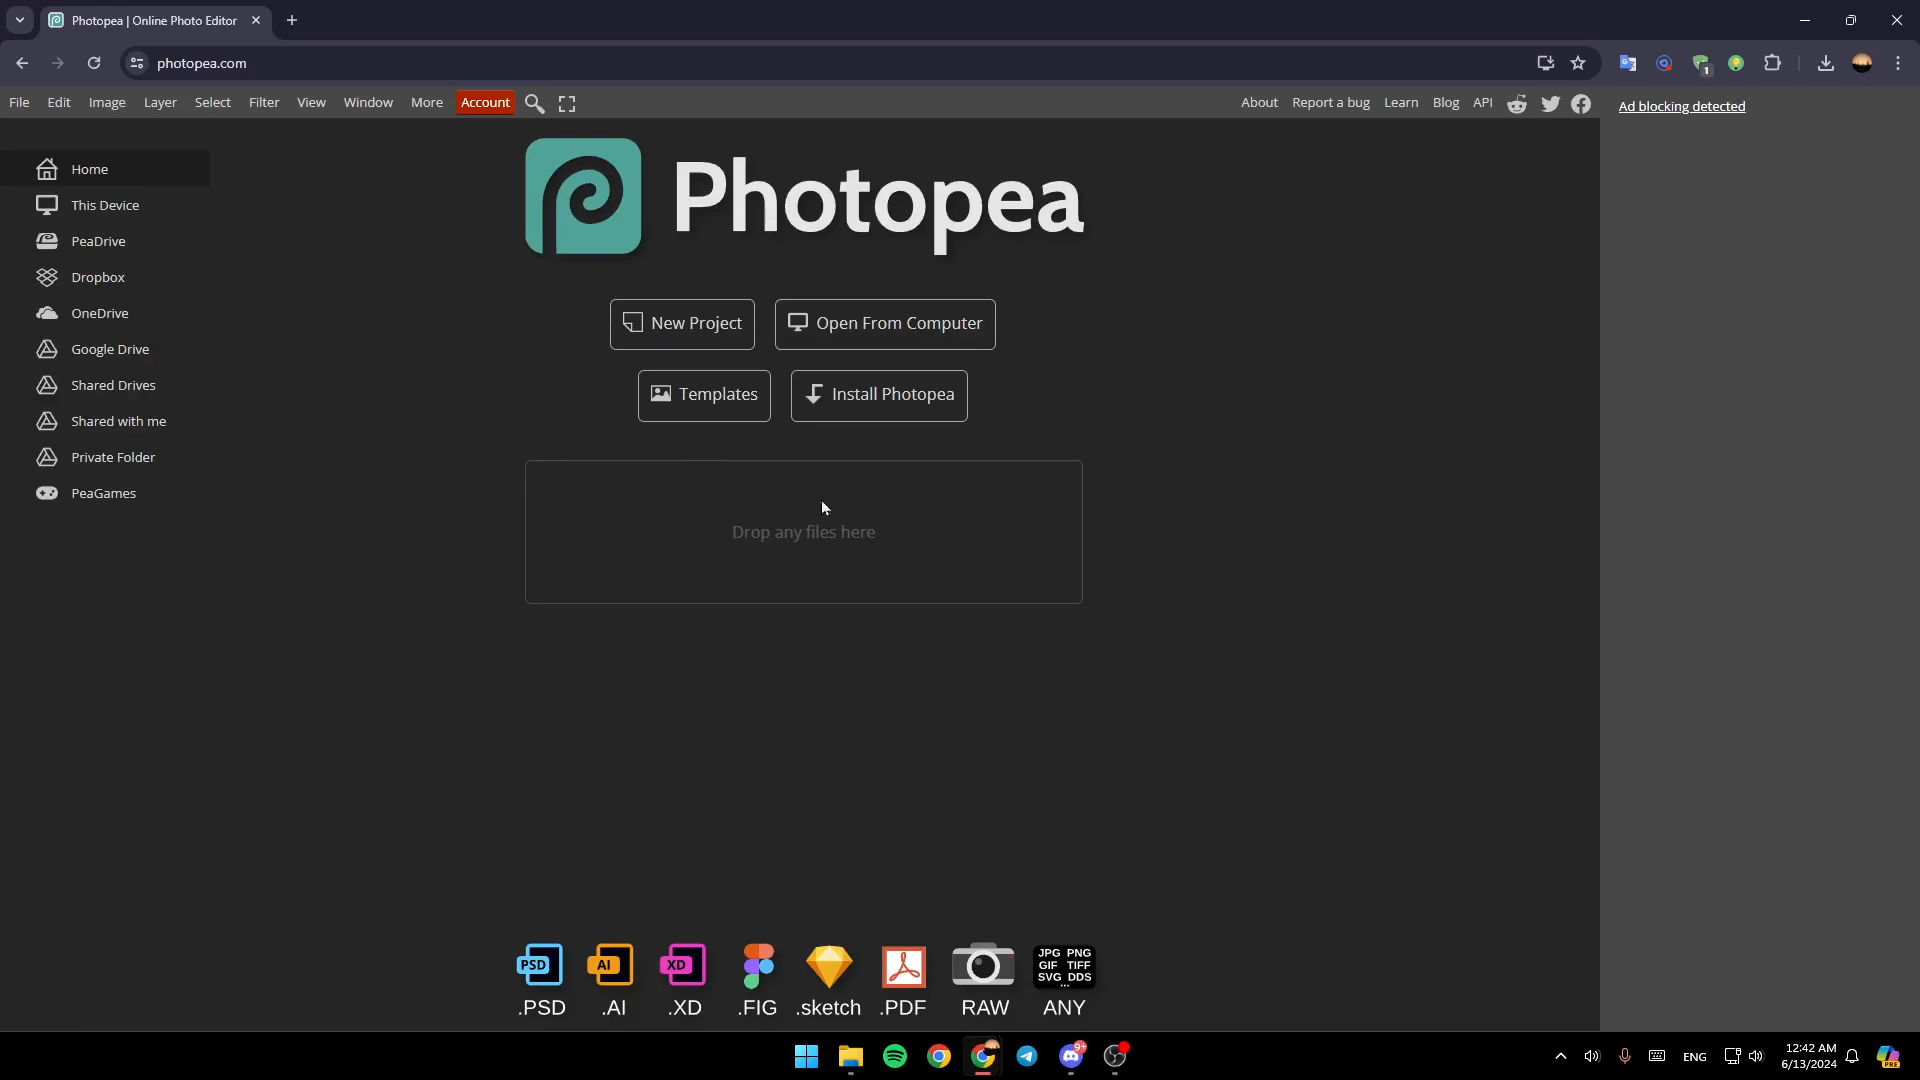 Photopea | Online Photo Editor
photopea.com
1
File Edit Image Layer Select Filter View Window More Account
About Report a bug Learn Blog API
Ad blocking detected
Home
This Device
PeaDrive
Dropbox
OneDrive
Google Drive
Shared Drives
Shared with me
Private Folder
PeaGames
Photopea
New Project Open From Computer
Templates Install Photopea
Drop any files here
PSD AI XD JPG PNG
GIF TIFF
SVG DDS
...
.PSD .AI .XD .FIG .sketch .PDF RAW ANY
9+
ENG
12:42 AM
6/13/2024
PRE